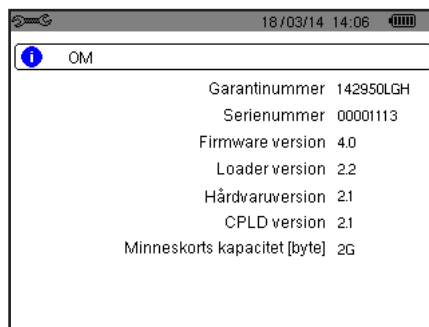 18/03/14 14:06
OM
Garantinummer 142950LGH
Serienummer 00001113
Firmware version 4.0
Loader version 2.2
Hårdvaruversion 2.1
CPLD version 2.1
Minneskorts kapacitet [byte] 2G